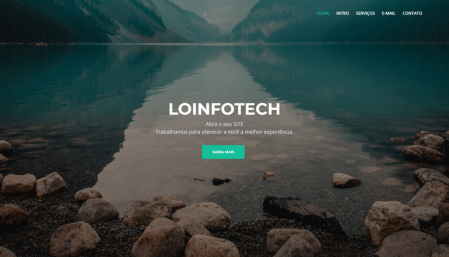 HOME INTRO SERVIÇOS E-MAIL CONTATO
LOINFOTECH
Abra o seu SITE
Trabalhamos para oferecer a você a melhor experiência.
SAIBA MAIS